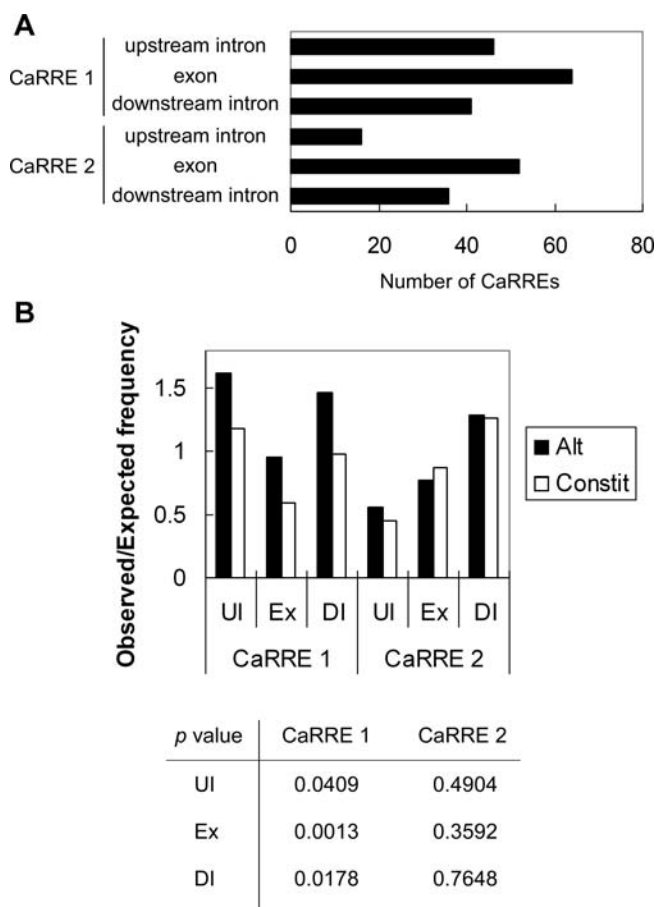 A
CaRRE 1
upstream intron
exon
downstream intron
CaRRE 2
upstream intron
exon
downstream intron
0 20 40 60 80
Number of CaRREs
B
Observed/Expected frequency
1.5
1
0.5
0
Alt
Constit
UI Ex DI UI Ex DI
CaRRE 1 CaRRE 2
p value CaRRE 1 CaRRE 2
UI 0.0409 0.4904
Ex 0.0013 0.3592
DI 0.0178 0.7648